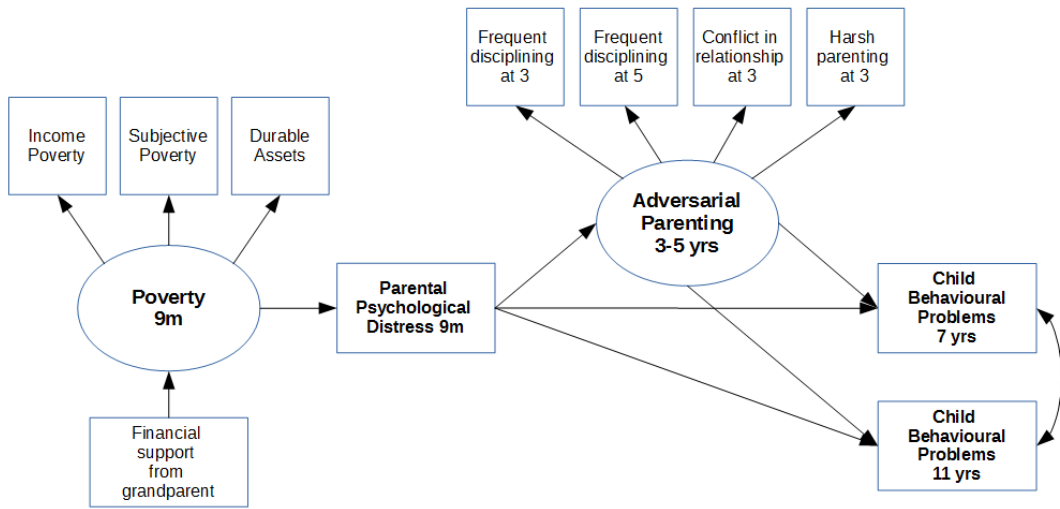 Frequent
disciplining
at 3
Frequent
disciplining
at 5
Conflict in
relationship
at 3
Harsh
parenting
at 3
Income
Poverty
Subjective
Poverty
Durable
Assets
Adversarial
Parenting
3-5 yrs
Poverty
9m
Parental
Psychological
Distress 9m
Child
Behavioural
Problems
7 yrs
Financial
support
from
grandparent
Child
Behavioural
Problems
11 yrs